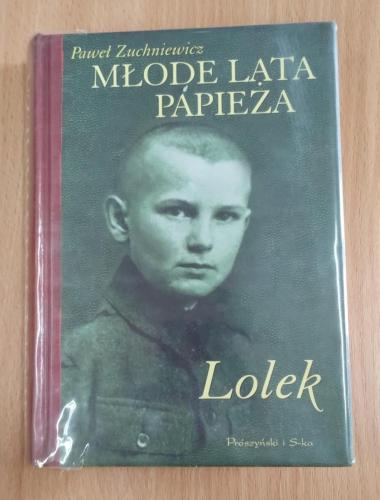 Paweł Zuchniewicz
MŁODE LATA
PAPIEŻA
Lolek
Prószyński i S-ka